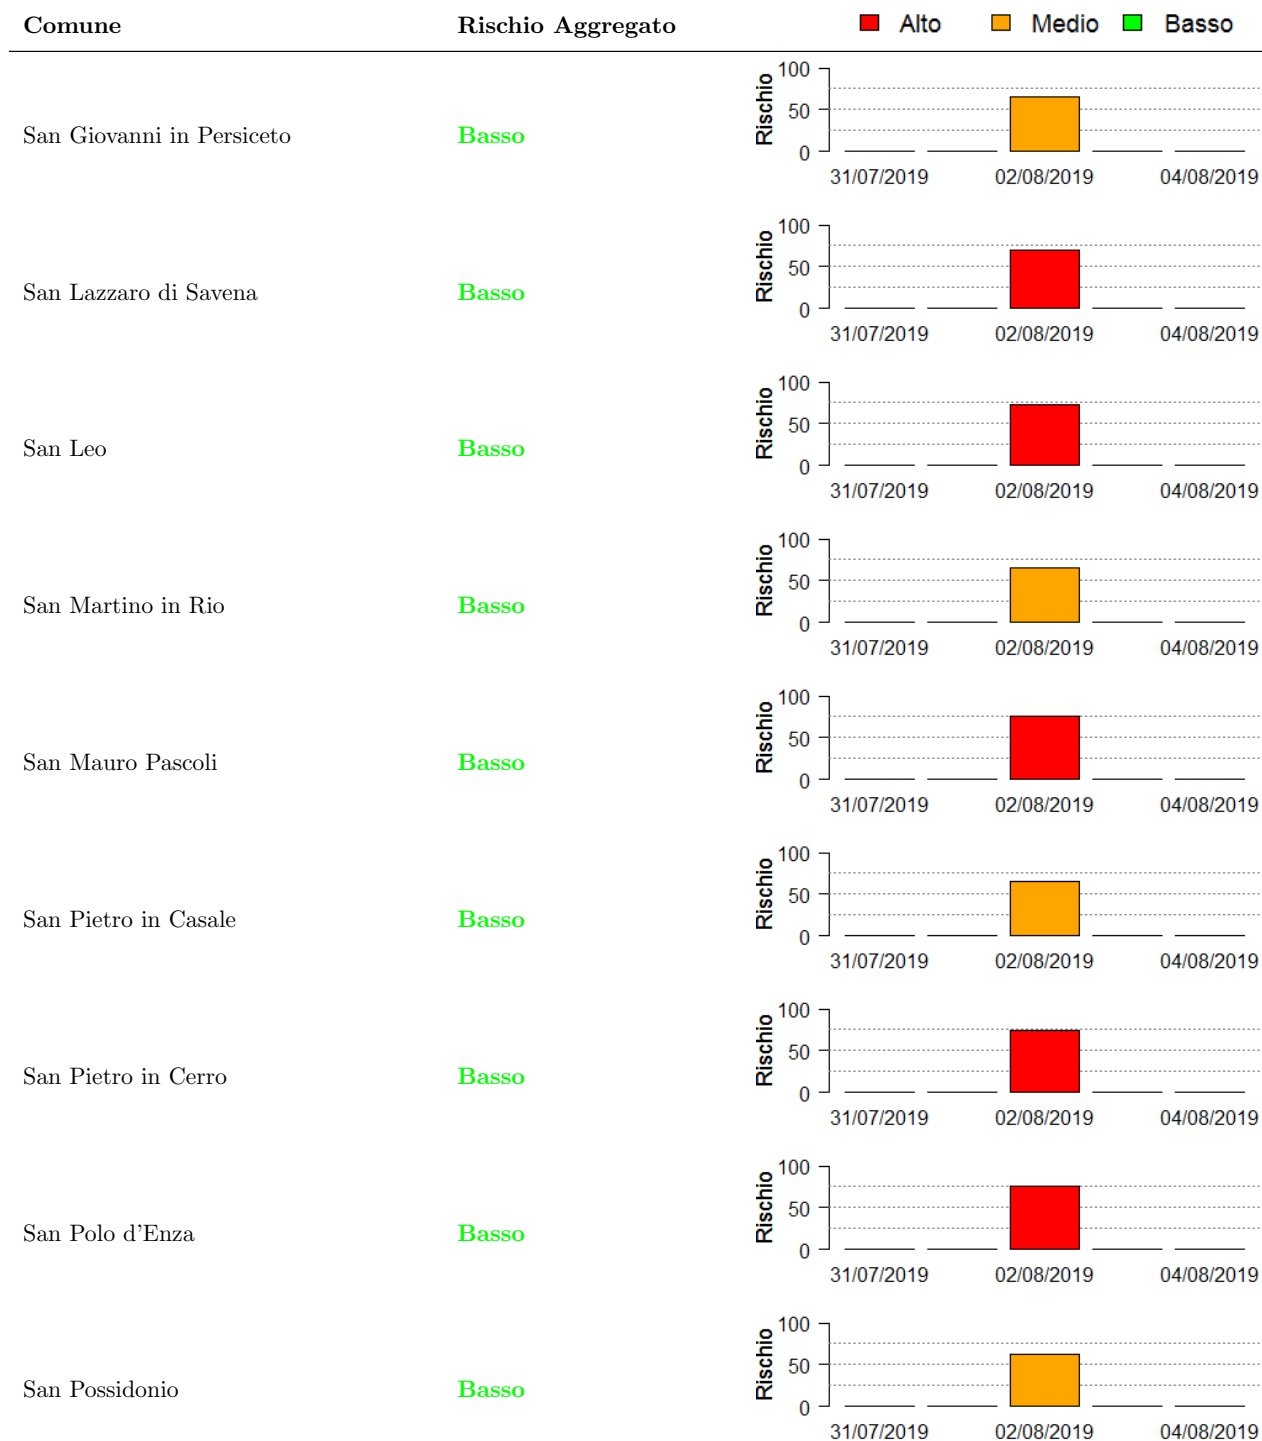 Comune Rischio Aggregato Alto Medio Basso
San Giovanni in Persiceto Basso
Rischio
100
50
0
31/07/2019 02/08/2019 04/08/2019
San Lazzaro di Savena Basso
Rischio
100
50
0
31/07/2019 02/08/2019 04/08/2019
San Leo Basso
Rischio
100
50
0
31/07/2019 02/08/2019 04/08/2019
San Martino in Rio Basso
Rischio
100
50
0
31/07/2019 02/08/2019 04/08/2019
San Mauro Pascoli Basso
Rischio
100
50
0
31/07/2019 02/08/2019 04/08/2019
San Pietro in Casale Basso
Rischio
100
50
0
31/07/2019 02/08/2019 04/08/2019
San Pietro in Cerro Basso
Rischio
100
50
0
31/07/2019 02/08/2019 04/08/2019
San Polo d'Enza Basso
Rischio
100
50
0
31/07/2019 02/08/2019 04/08/2019
San Possidonio Basso
Rischio
100
50
0
31/07/2019 02/08/2019 04/08/2019